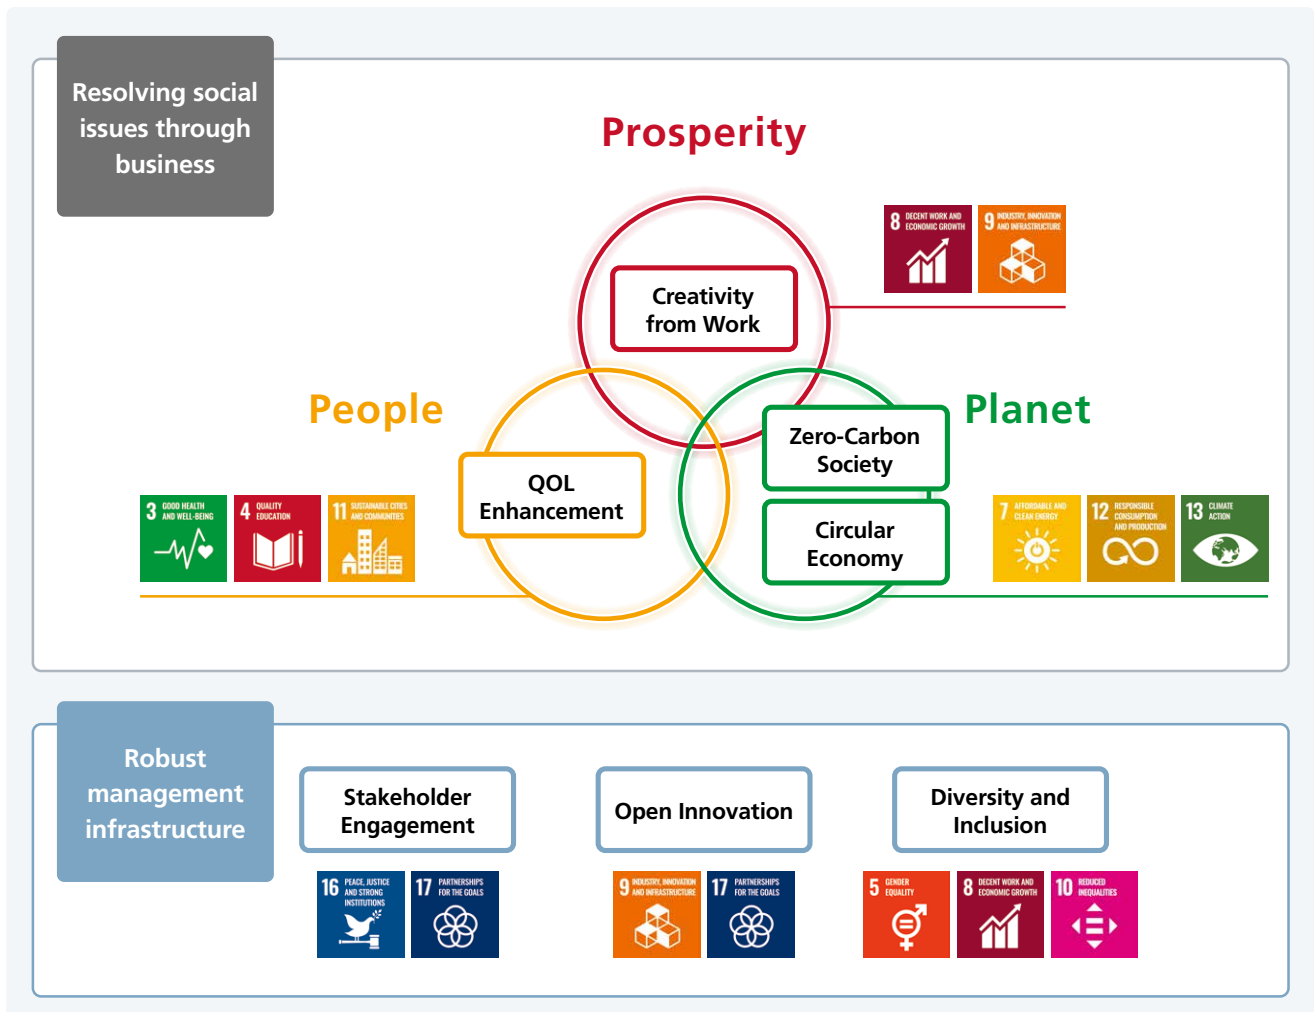 Resolving social
issues through
business
Prosperity
8 DECENT WORK AND
ECONOMIC GROWTH
9 INDUSTRY, INNOVATION
AND INFRASTRUCTURE
Creativity
from Work
People
Planet
Zero-Carbon
Society
QOL
Enhancement
Circular
Economy
3 GOOD HEALTH
AND WELL-BEING
4 QUALITY
EDUCATION
11 SUSTAINABLE CITIES
AND COMMUNITIES
7 AFFORDABLE AND
CLEAN ENERGY
12 RESPONSIBLE
CONSUMPTION
AND PRODUCTION
13 CLIMATE
ACTION
Robust
management
infrastructure
Stakeholder
Engagement
Open Innovation
Diversity and
Inclusion
16 PEACE, JUSTICE
AND STRONG
INSTITUTIONS
17 PARTNERSHIPS
FOR THE GOALS
9 INDUSTRY, INNOVATION
AND INFRASTRUCTURE
17 PARTNERSHIPS
FOR THE GOALS
5 GENDER
EQUALITY
8 DECENT WORK AND
ECONOMIC GROWTH
10 REDUCED
INEQUALITIES